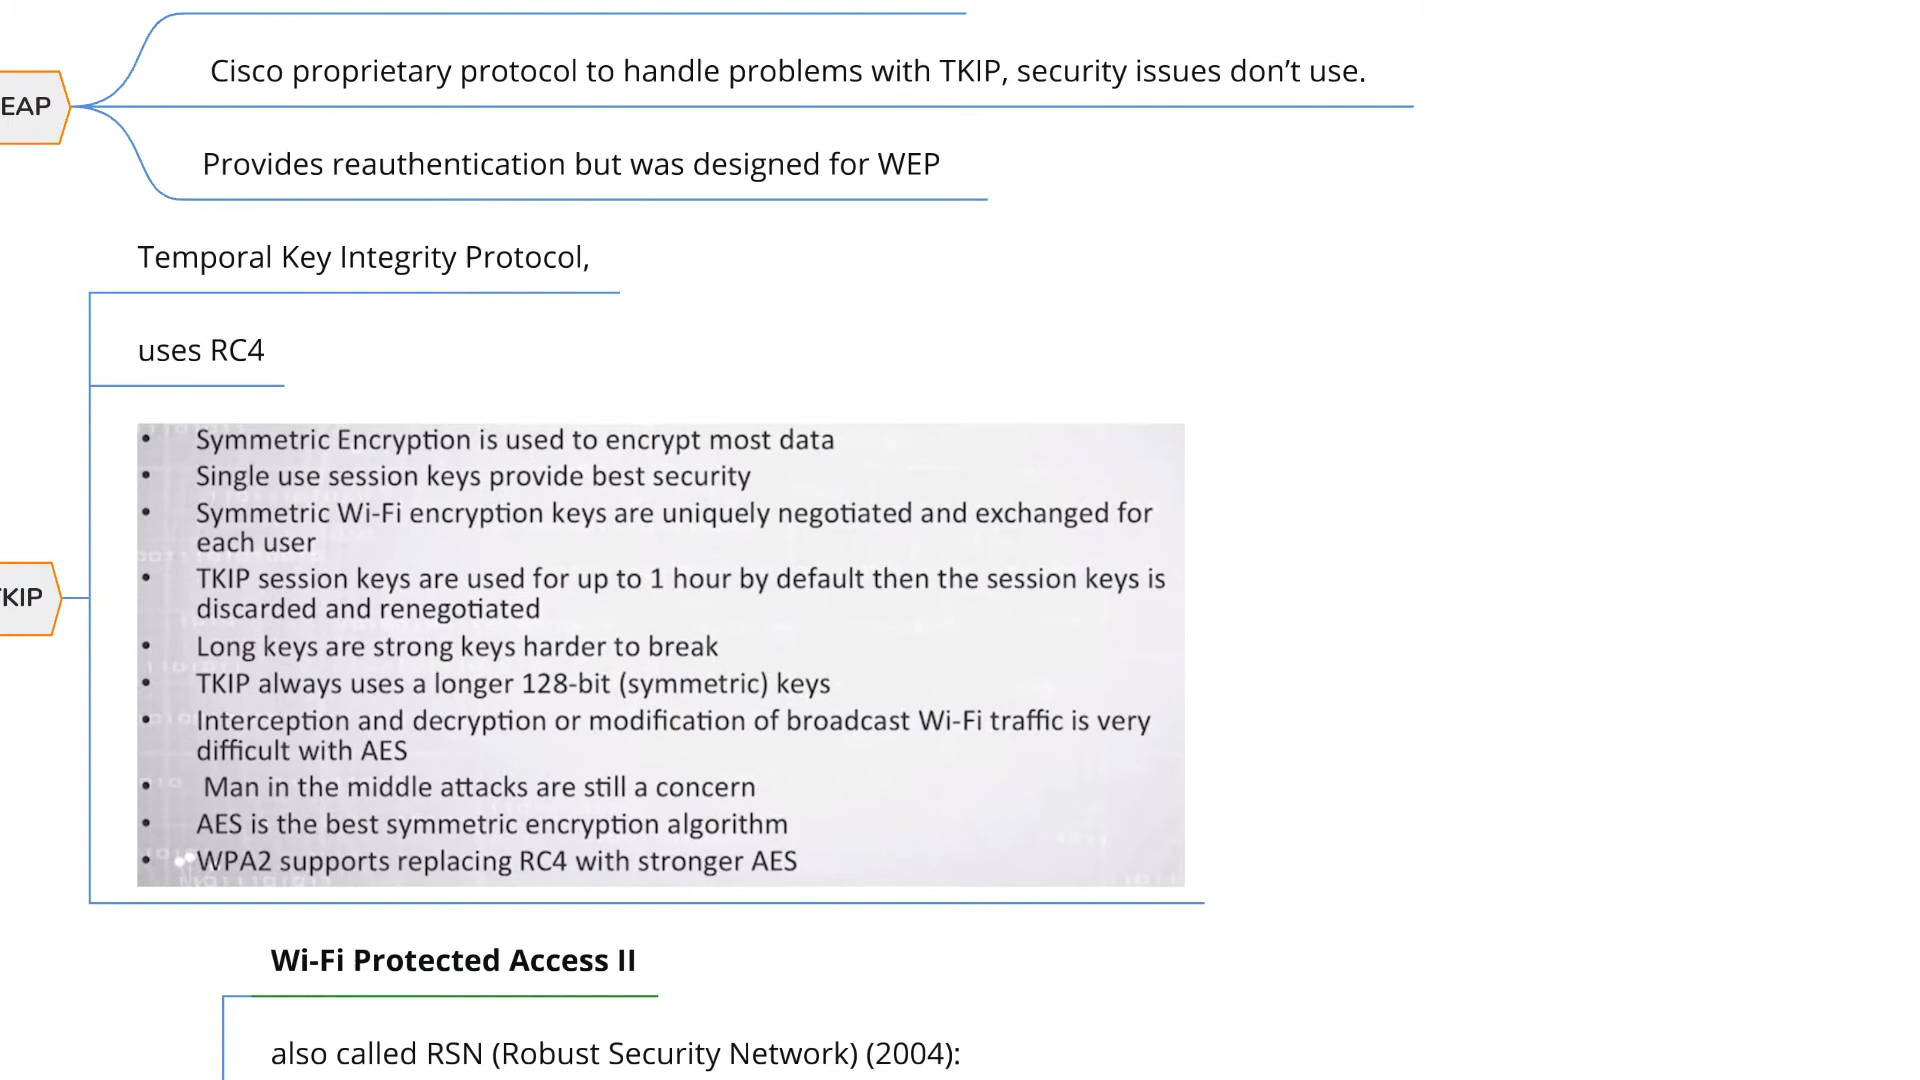 EAP
Cisco proprietary protocol to handle problems with TKIP, security issues don’t use.
Provides reauthentication but was designed for WEP
Temporal Key Integrity Protocol,
uses RC4
• Symmetric Encryption is used to encrypt most data
• Single use session keys provide best security
• Symmetric Wi-Fi encryption keys are uniquely negotiated and exchanged for
each user
• TKIP session keys are used for up to 1 hour by default then the session keys is
discarded and renegotiated
• Long keys are strong keys harder to break
• TKIP always uses a longer 128-bit (symmetric) keys
• Interception and decryption or modification of broadcast Wi-Fi traffic is very
difficult with AES
• Man in the middle attacks are still a concern
• AES is the best symmetric encryption algorithm
• WPA2 supports replacing RC4 with stronger AES
TKIP
Wi-Fi Protected Access II
also called RSN (Robust Security Network) (2004):